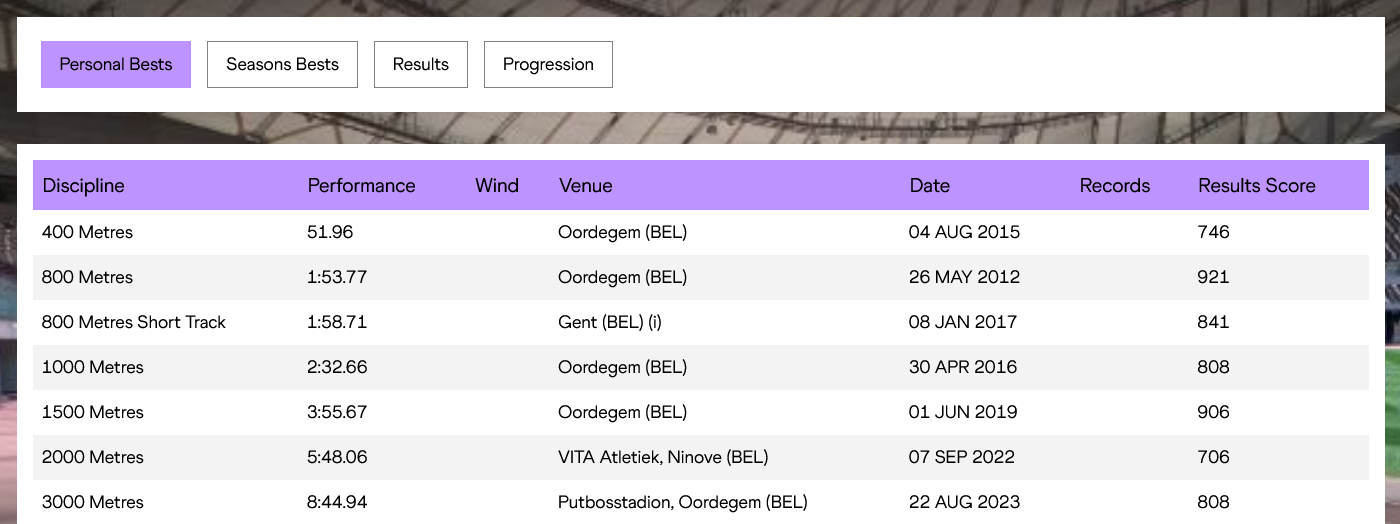 Personal Bests Seasons Bests Results Progression
Discipline Performance Wind Venue Date Records Results Score
400 Metres 51.96 Oordegem (BEL) 04 AUG 2015 746
800 Metres 1:53.77 Oordegem (BEL) 26 MAY 2012 921
800 Metres Short Track 1:58.71 Gent (BEL) (i) 08 JAN 2017 841
1000 Metres 2:32.66 Oordegem (BEL) 30 APR 2016 808
1500 Metres 3:55.67 Oordegem (BEL) 01 JUN 2019 906
2000 Metres 5:48.06 VITA Atletiek, Ninove (BEL) 07 SEP 2022 706
3000 Metres 8:44.94 Putbosstadion, Oordegem (BEL) 22 AUG 2023 808